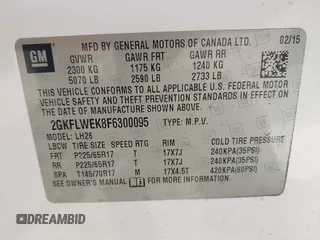 GM
MFD BY GENERAL MOTORS OF CANADA LTD. 02/15
GVWR GAWR FRT GAWR RR
2300 KG 1175 KG 1240 KG
5070 LB 2590 LB 2733 LB
THIS VEHICLE CONFORMS TO ALL APPLICABLE U.S. FEDERAL MOTOR
VEHICLE SAFETY, BUMPER, AND THEFT PREVENTION STANDARDS
IN EFFECT ON THE DATE OF MANUFACTURE SHOWN ABOVE.
2GKFLWEK8F6300095 TYPE: M.P.V.
MODEL: LH26
LBCW TIRE SIZE SPEED RTG RIM COLD TIRE PRESSURE
FRT P225/65R17 T 17X7J 240KPA(35PSI)
RR P225/65R17 T 17X7J 240KPA(35PSI)
SPA T145/70R17 M 17X4.5T 420KPA(60PSI)
SEE OWNER'S MANUAL
DREAMBID